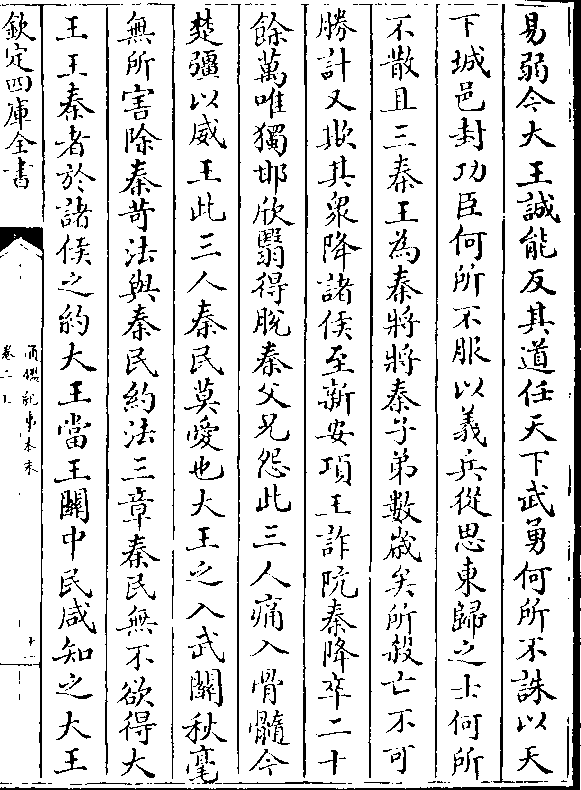 易弱今大王誠能反其道任天下武勇何所不誅以天
下城邑封功臣何所不服以義兵從思東歸之士何所
不散且三秦王為秦將將秦子弟數歲矣所殺亡不可
勝計又欺其衆降諸侯至新安項王詐阬秦降卒二十
餘萬唯獨邯欣翳得脫秦父兄怨此三人痛入骨髓今
楚彊以威王此三人秦民莫愛也大王之入武關秋毫
無所害除秦苛法與秦民約法三章秦民無不欲得大
王王秦者於諸侯之約大王當王關中民咸知之大王
欽定四庫全書
通鑑紀事本末
卷二上
十二